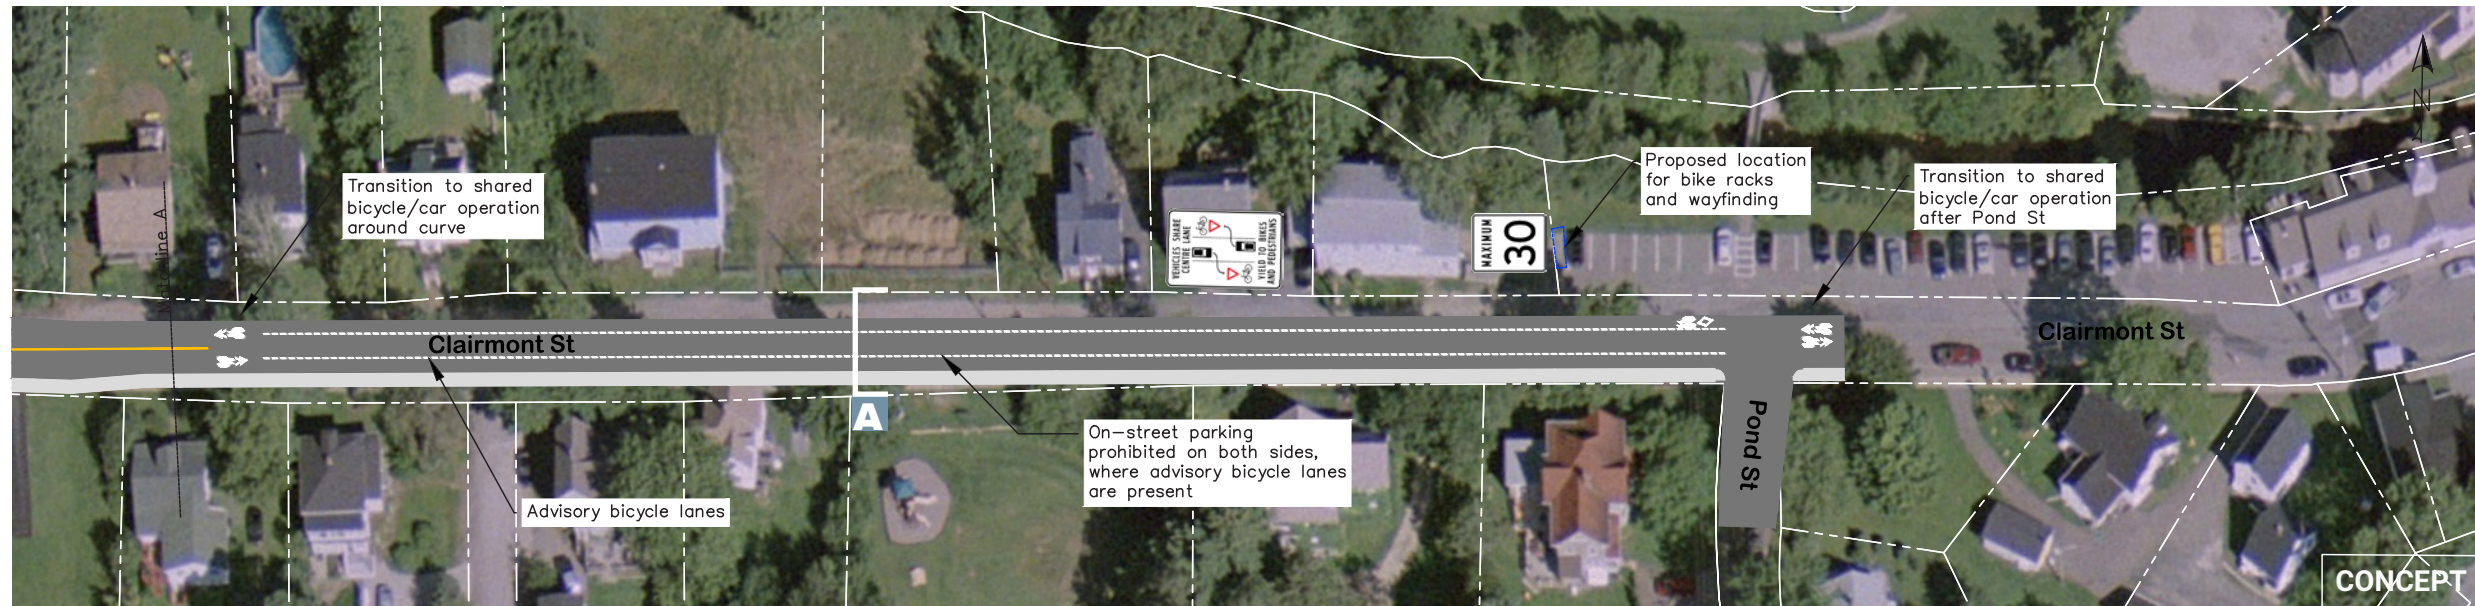 Transition to shared
bicycle/car operation
around curve
VEHICLES SHARE
CENTRE LANE
YIELD TO BIKES
AND PEDESTRIANS
MAXIMUM
30
Proposed location
for bike racks
and wayfinding
Transition to shared
bicycle/car operation
after Pond St
N
Clairmont St
Clairmont St
A
On-street parking
prohibited on both sides,
where advisory bicycle lanes
are present
Advisory bicycle lanes
Pond St
CONCEPT